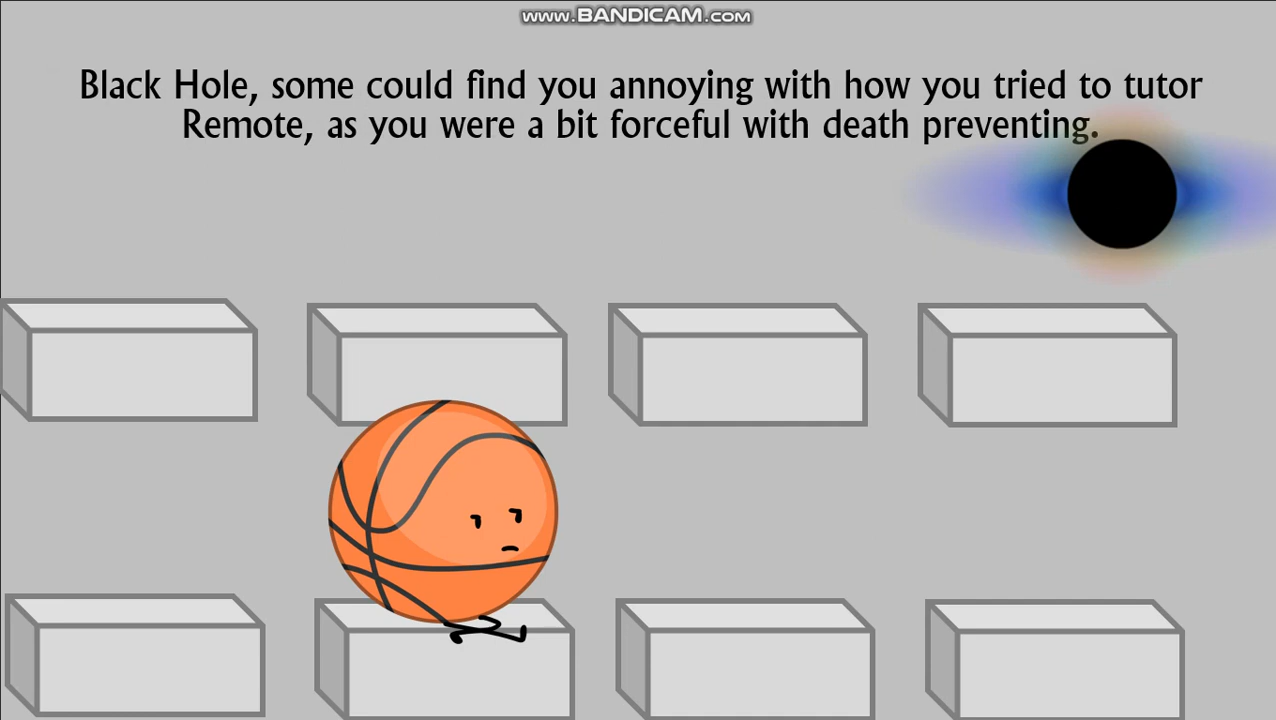 www.BANDICAM.com
Black Hole, some could find you annoying with how you tried to tutor
Remote, as you were a bit forceful with death preventing.